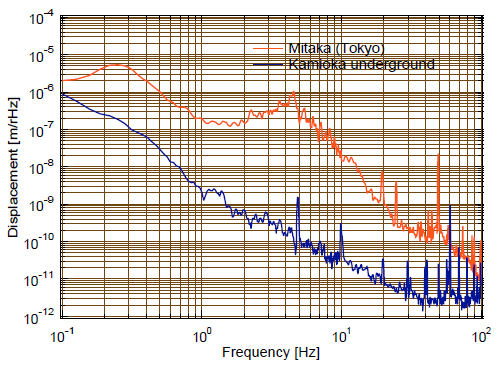 10⁻⁴
10⁻⁵
10⁻⁶
10⁻⁷
10⁻⁸
10⁻⁹
10⁻¹⁰
10⁻¹¹
10⁻¹²
Displacement [m/rHz]
Mitaka (Tokyo)
Kamioka underground
10⁻¹ 10⁰ 10¹ 10²
Frequency [Hz]